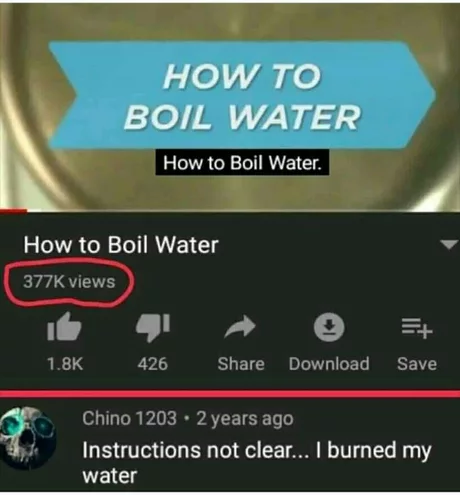 HOW TO
BOIL WATER
How to Boil Water.
How to Boil Water
377K views
1.8K
426
Share
Download
Save
Chino 1203 • 2 years ago
Instructions not clear... I burned my
water